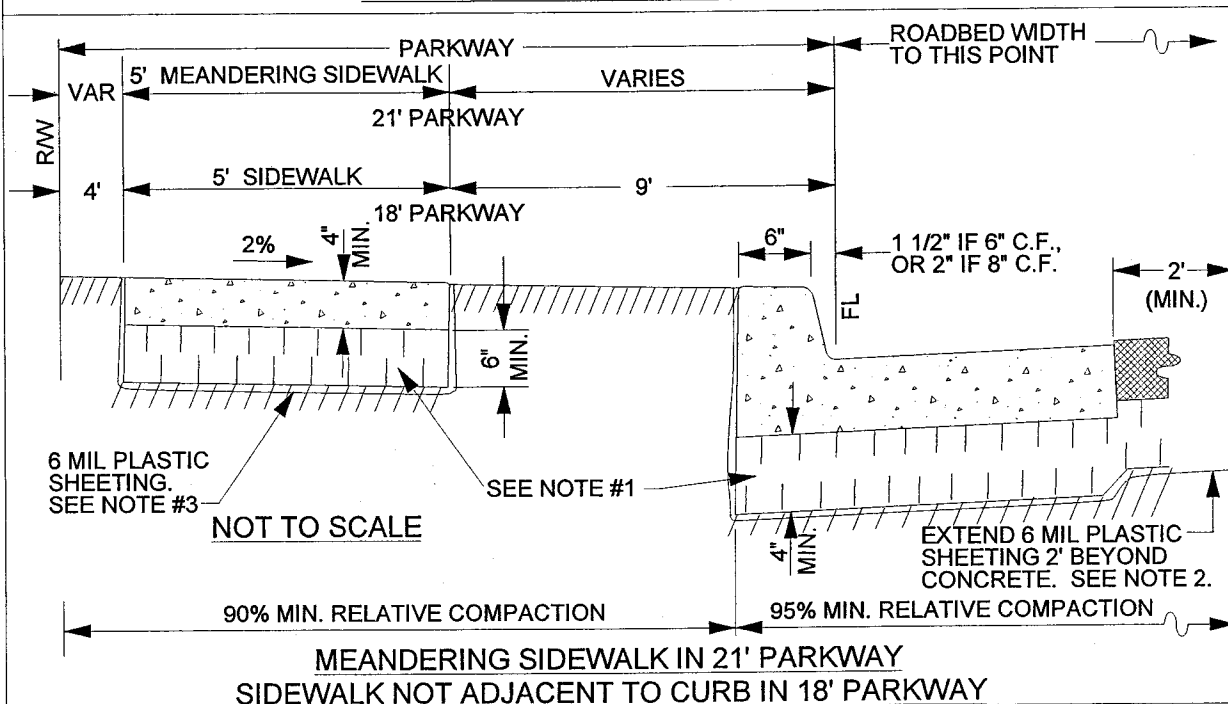 PARKWAY
ROADBED WIDTH
TO THIS POINT
5' MEANDERING SIDEWALK
VAR
VARIES
21' PARKWAY
R/W
5' SIDEWALK
4'
9'
18' PARKWAY
2%
4"
MIN.
6"
1 1/2" IF 6" C.F.,
OR 2" IF 8" C.F.
2'
(MIN.)
FL
6"
MIN.
6 MIL PLASTIC
SHEETING.
SEE NOTE #3
SEE NOTE #1
NOT TO SCALE
4"
MIN.
EXTEND 6 MIL PLASTIC
SHEETING 2' BEYOND
CONCRETE. SEE NOTE 2.
90% MIN. RELATIVE COMPACTION
95% MIN. RELATIVE COMPACTION
MEANDERING SIDEWALK IN 21' PARKWAY
SIDEWALK NOT ADJACENT TO CURB IN 18' PARKWAY